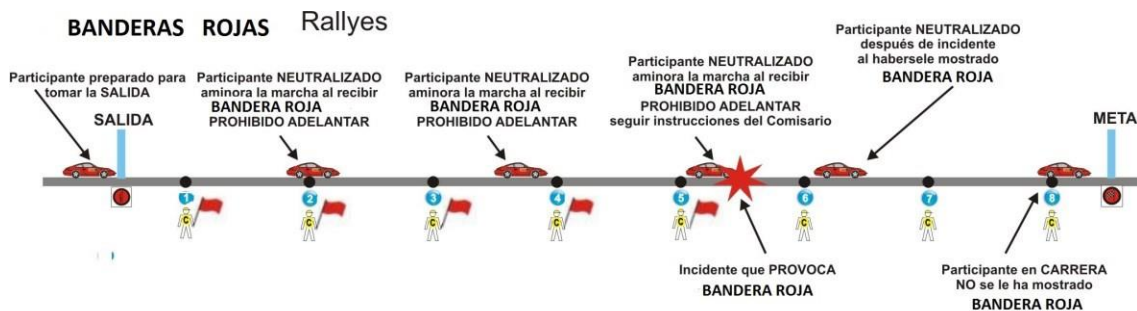 BANDERAS ROJAS Rallyes
Participante preparado para
tomar la SALIDA
SALIDA
Participante NEUTRALIZADO
aminora la marcha al recibir
BANDERA ROJA
PROHIBIDO ADELANTAR
Participante NEUTRALIZADO
aminora la marcha al recibir
BANDERA ROJA
PROHIBIDO ADELANTAR
Participante NEUTRALIZADO
aminora la marcha al recibir
BANDERA ROJA
PROHIBIDO ADELANTAR
seguir instrucciones del Comisario
Participante NEUTRALIZADO
después de incidente
al habersele mostrado
BANDERA ROJA
META
1 2 3 4 5 6 7 8
C C C C C C C C
Incidente que PROVOCA
BANDERA ROJA
Participante en CARRERA
NO se le ha mostrado
BANDERA ROJA